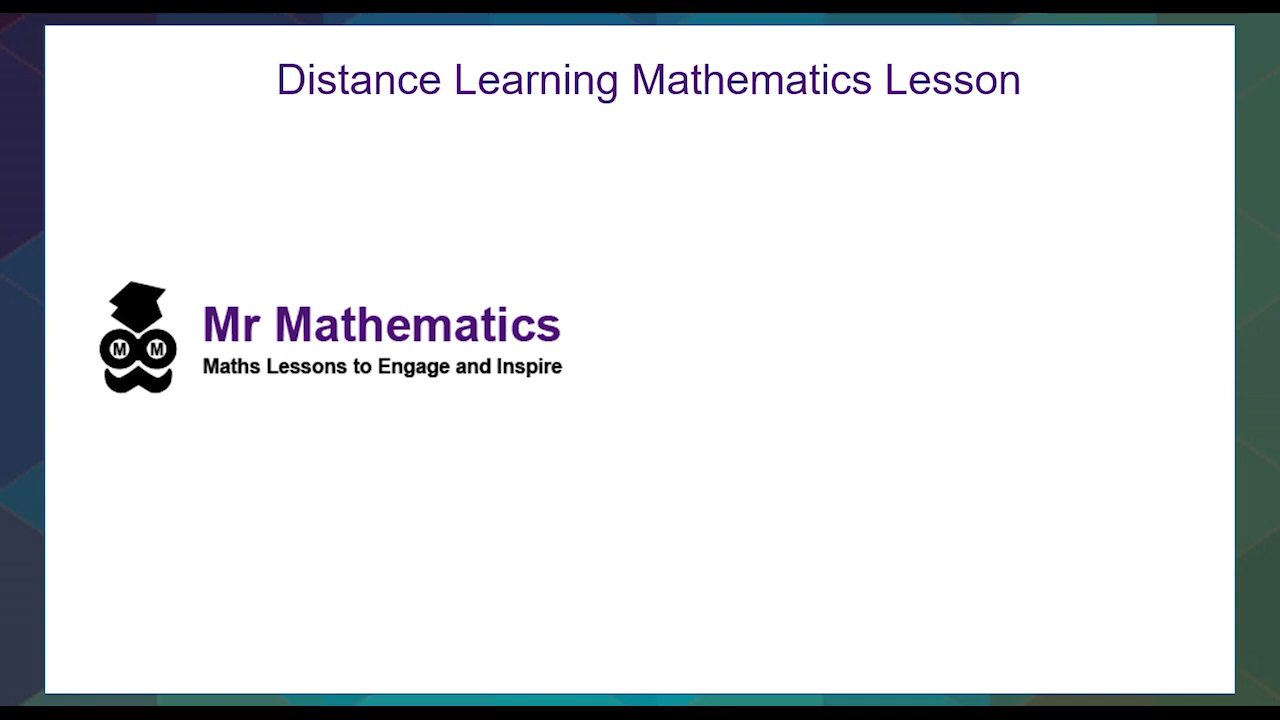 Distance Learning Mathematics Lesson
Mr Mathematics
M M
Maths Lessons to Engage and Inspire